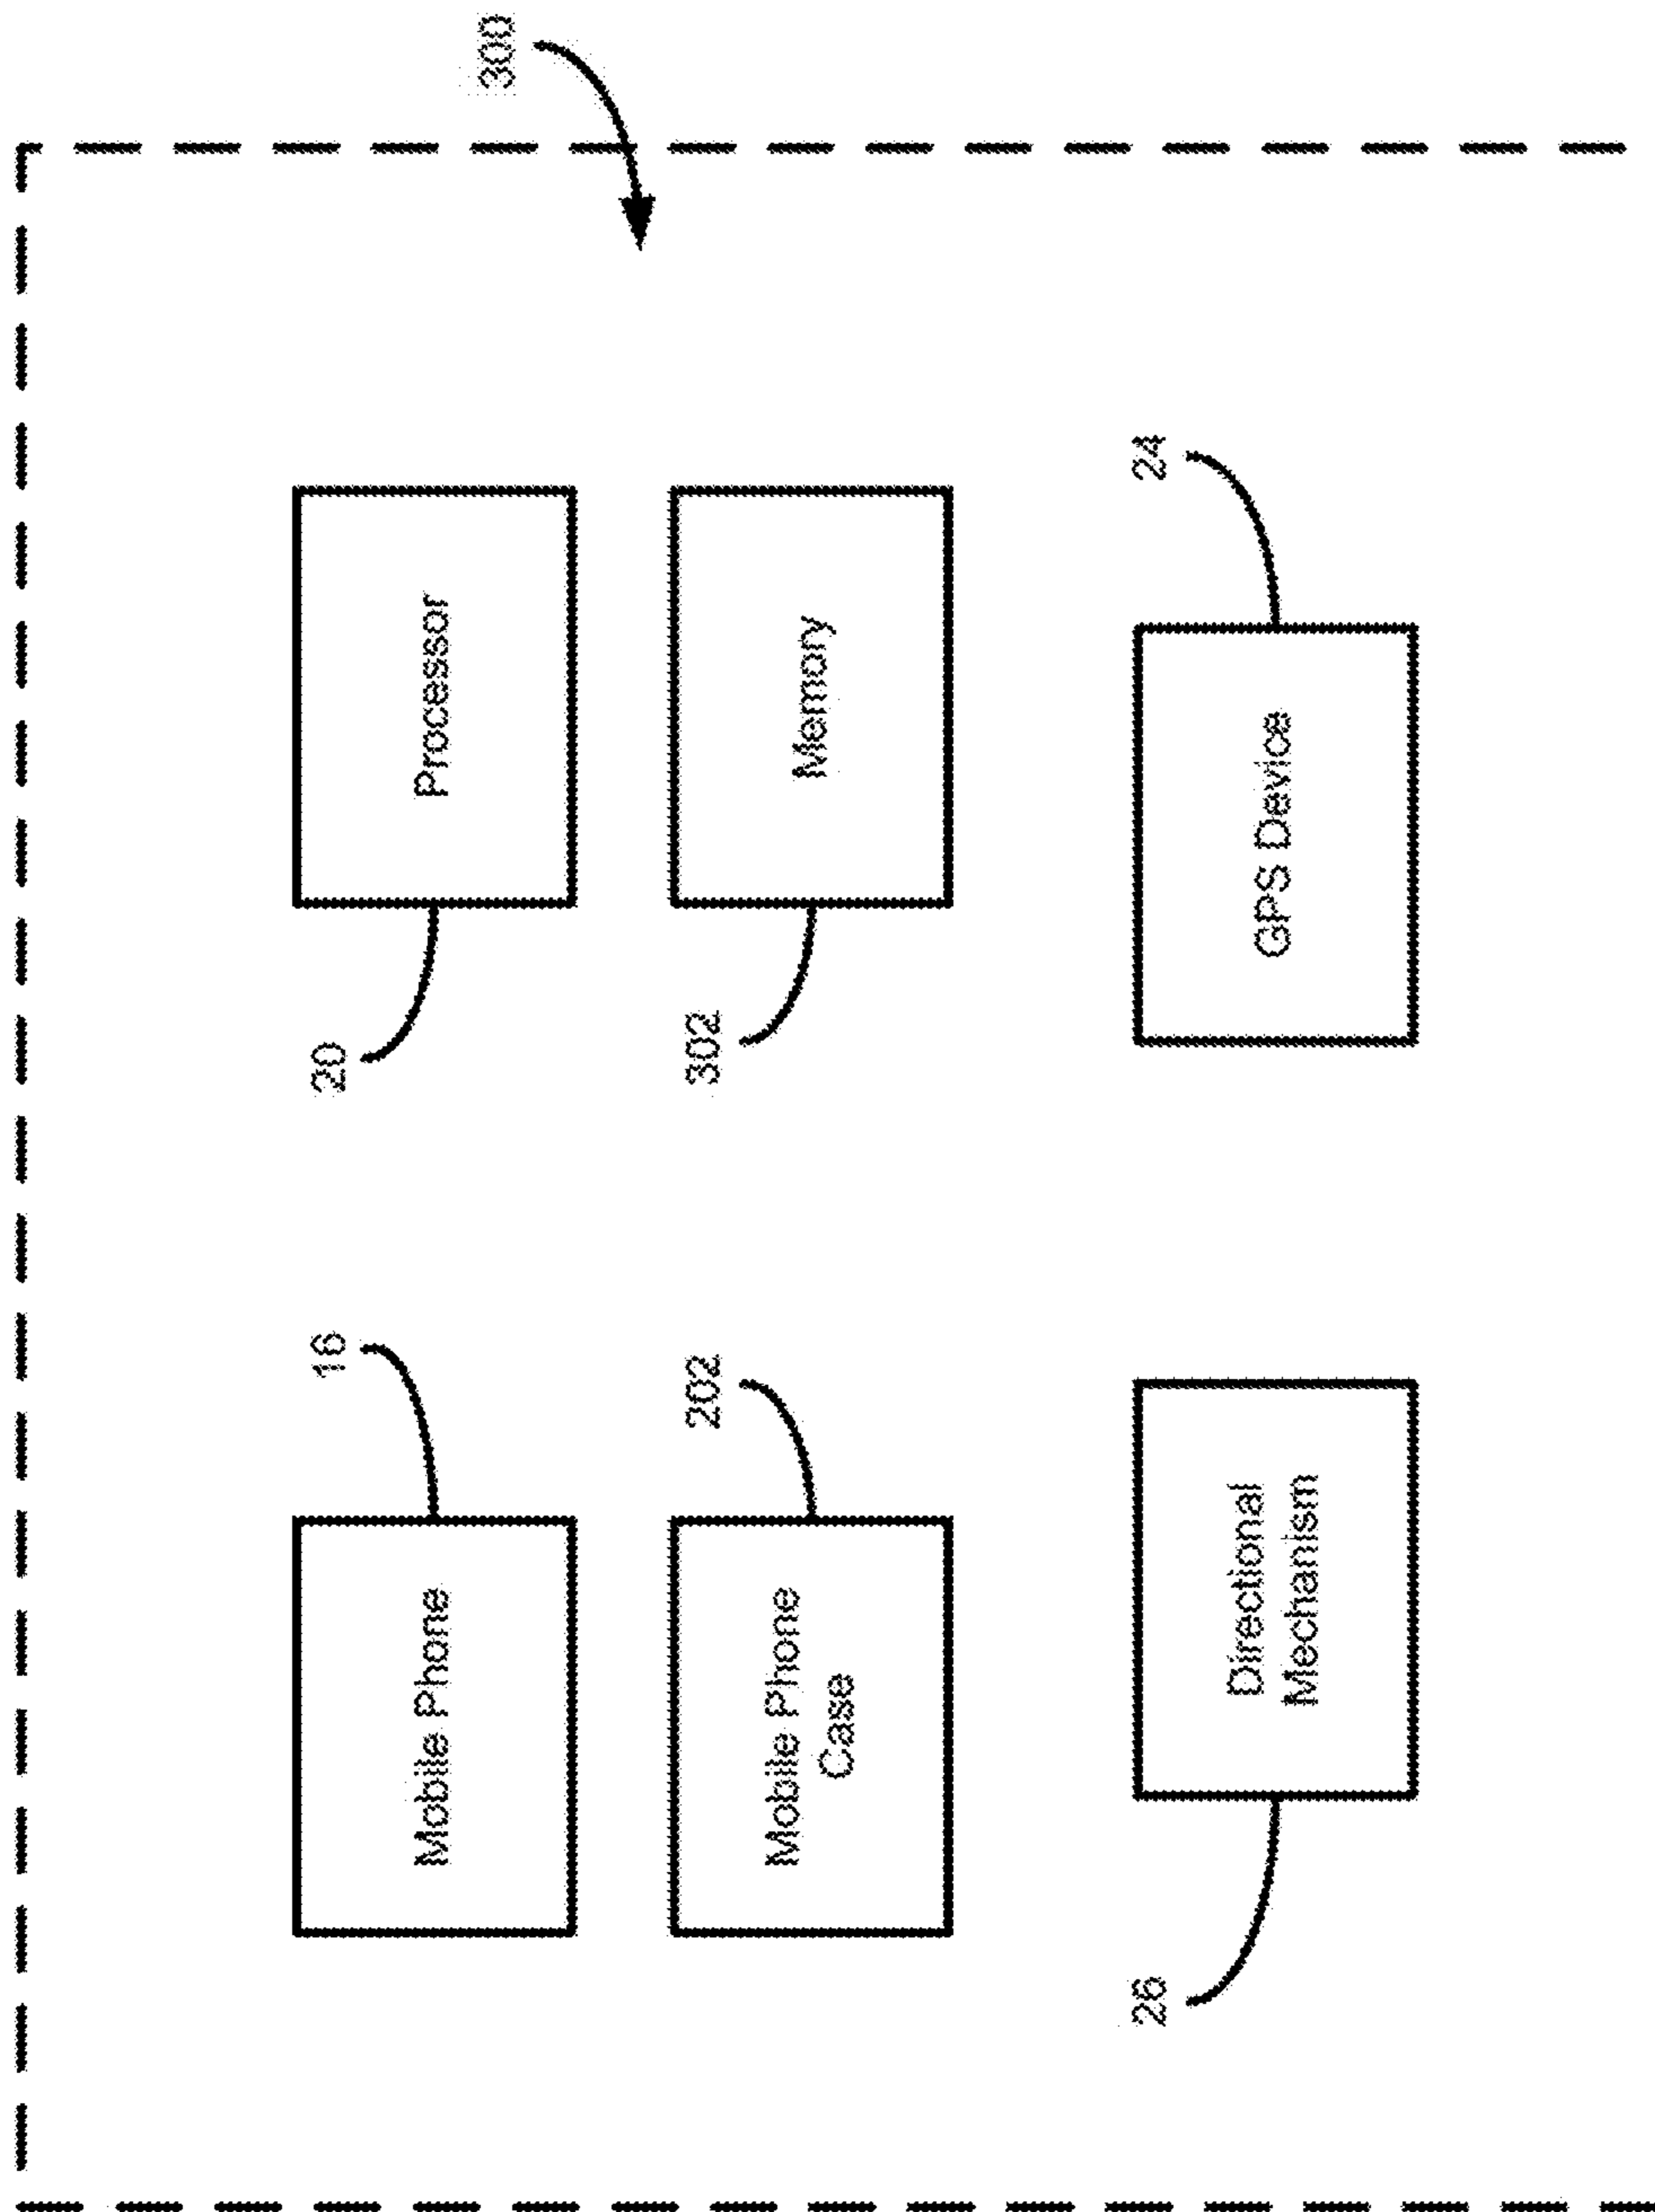 300
16
20
Mobile Phone
Processor
202
302
Mobile Phone
Case
Memory
26
24
Directional
Mechanism
GPS Device